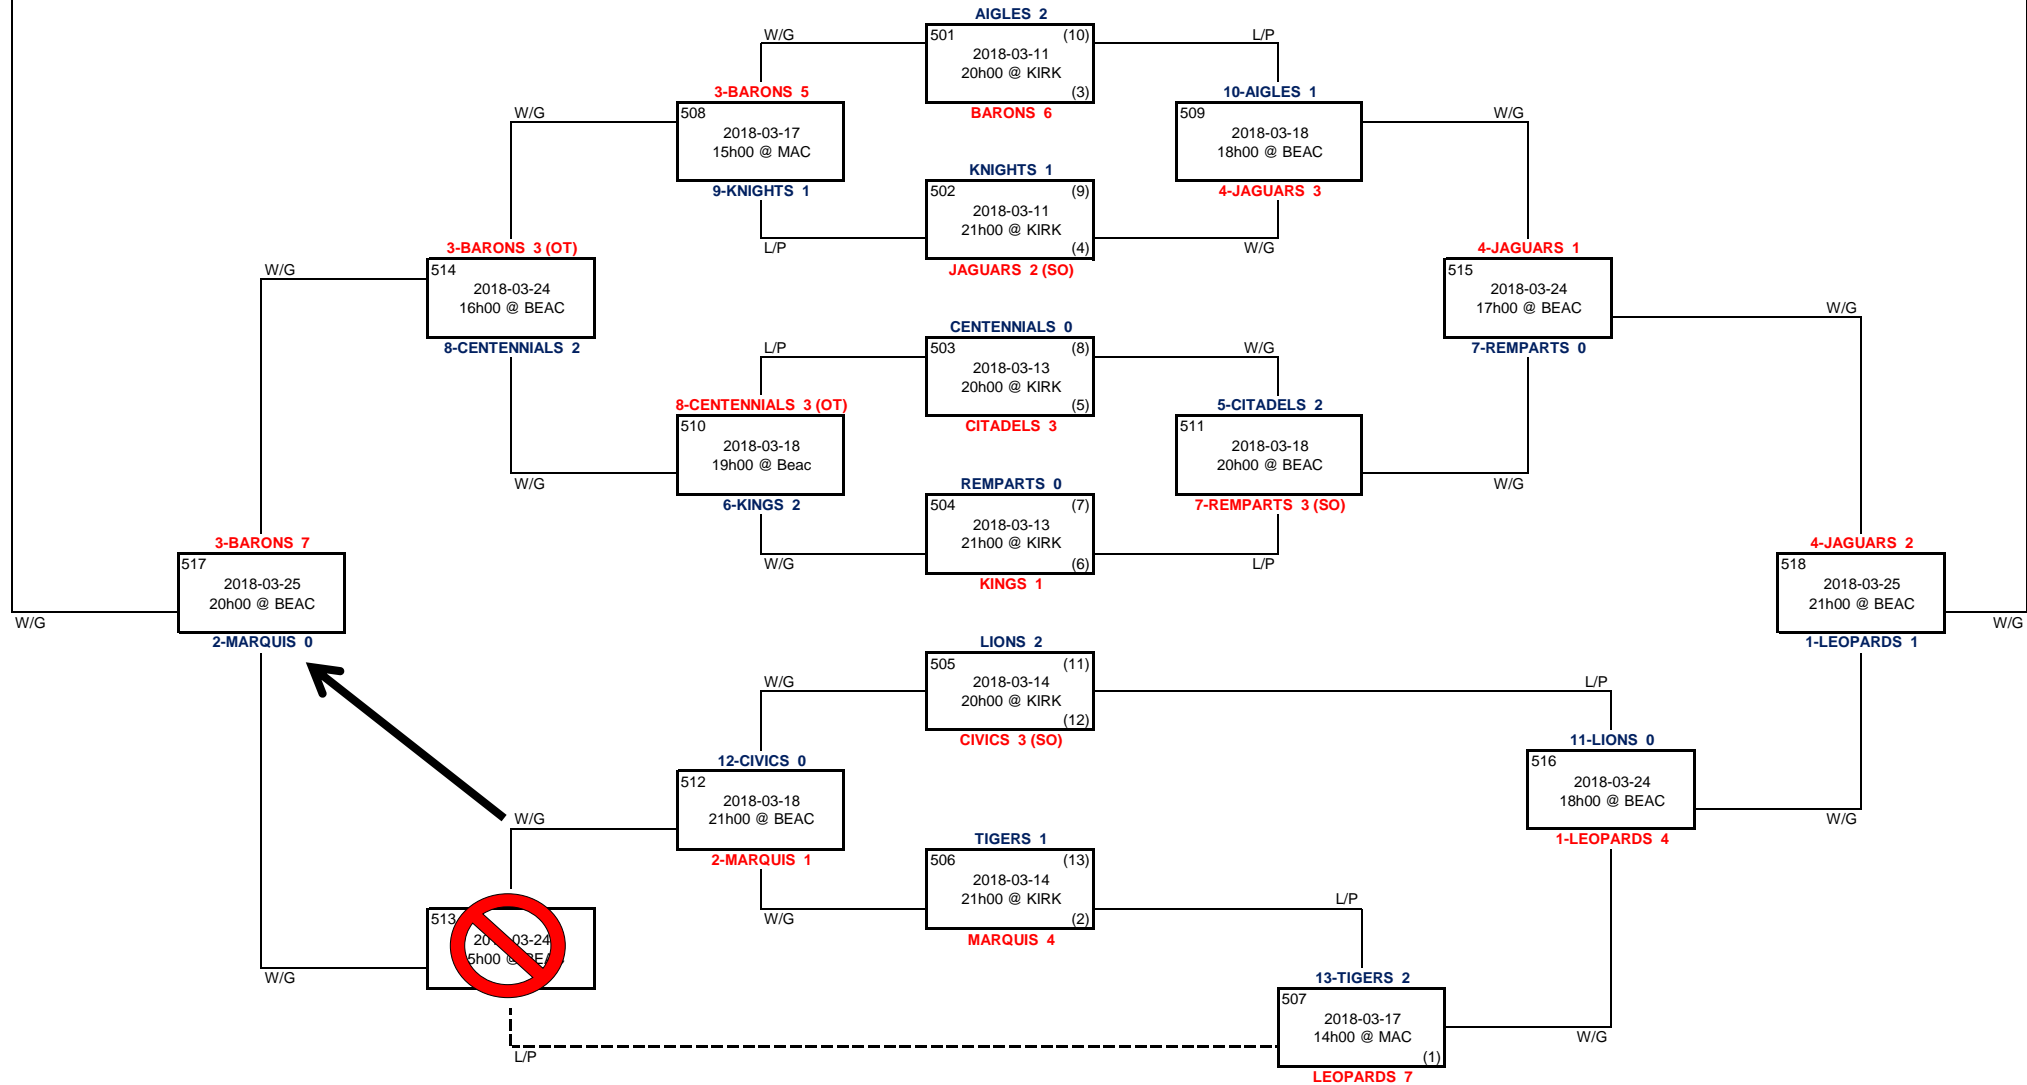 AIGLES 2
W/G
501 (10)
L/P
2018-03-11
20h00 @ KIRK
3-BARONS 5
(3)
10-AIGLES 1
W/G
508
BARONS 6
509
W/G
2018-03-17
15h00 @ MAC
2018-03-18
18h00 @ BEAC
KNIGHTS 1
9-KNIGHTS 1
502 (9)
4-JAGUARS 3
2018-03-11
21h00 @ KIRK
L/P
(4)
W/G
3-BARONS 3 (OT)
4-JAGUARS 1
W/G
514
JAGUARS 2 (SO)
515
2018-03-24
16h00 @ BEAC
2018-03-24
17h00 @ BEAC
W/G
CENTENNIALS 0
8-CENTENNIALS 2
L/P
503 (8)
W/G
7-REMPARTS 0
2018-03-13
20h00 @ KIRK
8-CENTENNIALS 3 (OT)
(5)
5-CITADELS 2
510
CITADELS 3
511
2018-03-18
19h00 @ Beac
2018-03-18
20h00 @ BEAC
W/G
REMPARTS 0
W/G
6-KINGS 2
504 (7)
7-REMPARTS 3 (SO)
2018-03-13
21h00 @ KIRK
3-BARONS 7
4-JAGUARS 2
517
W/G
(6)
L/P
518
2018-03-25
20h00 @ BEAC
KINGS 1
2018-03-25
21h00 @ BEAC
W/G
W/G
2-MARQUIS 0
LIONS 2
1-LEOPARDS 1
505 (11)
W/G
L/P
2018-03-14
20h00 @ KIRK
(12)
CIVICS 3 (SO)
11-LIONS 0
12-CIVICS 0
516
512
2018-03-24
18h00 @ BEAC
2018-03-18
21h00 @ BEAC
W/G
W/G
TIGERS 1
1-LEOPARDS 4
2-MARQUIS 1
506 (13)
2018-03-14
21h00 @ KIRK
L/P
513
W/G
(2)
MARQUIS 4
03-24
5h00 @
W/G
13-TIGERS 2
507
2018-03-17
14h00 @ MAC
W/G
L/P
(1)
LEOPARDS 7